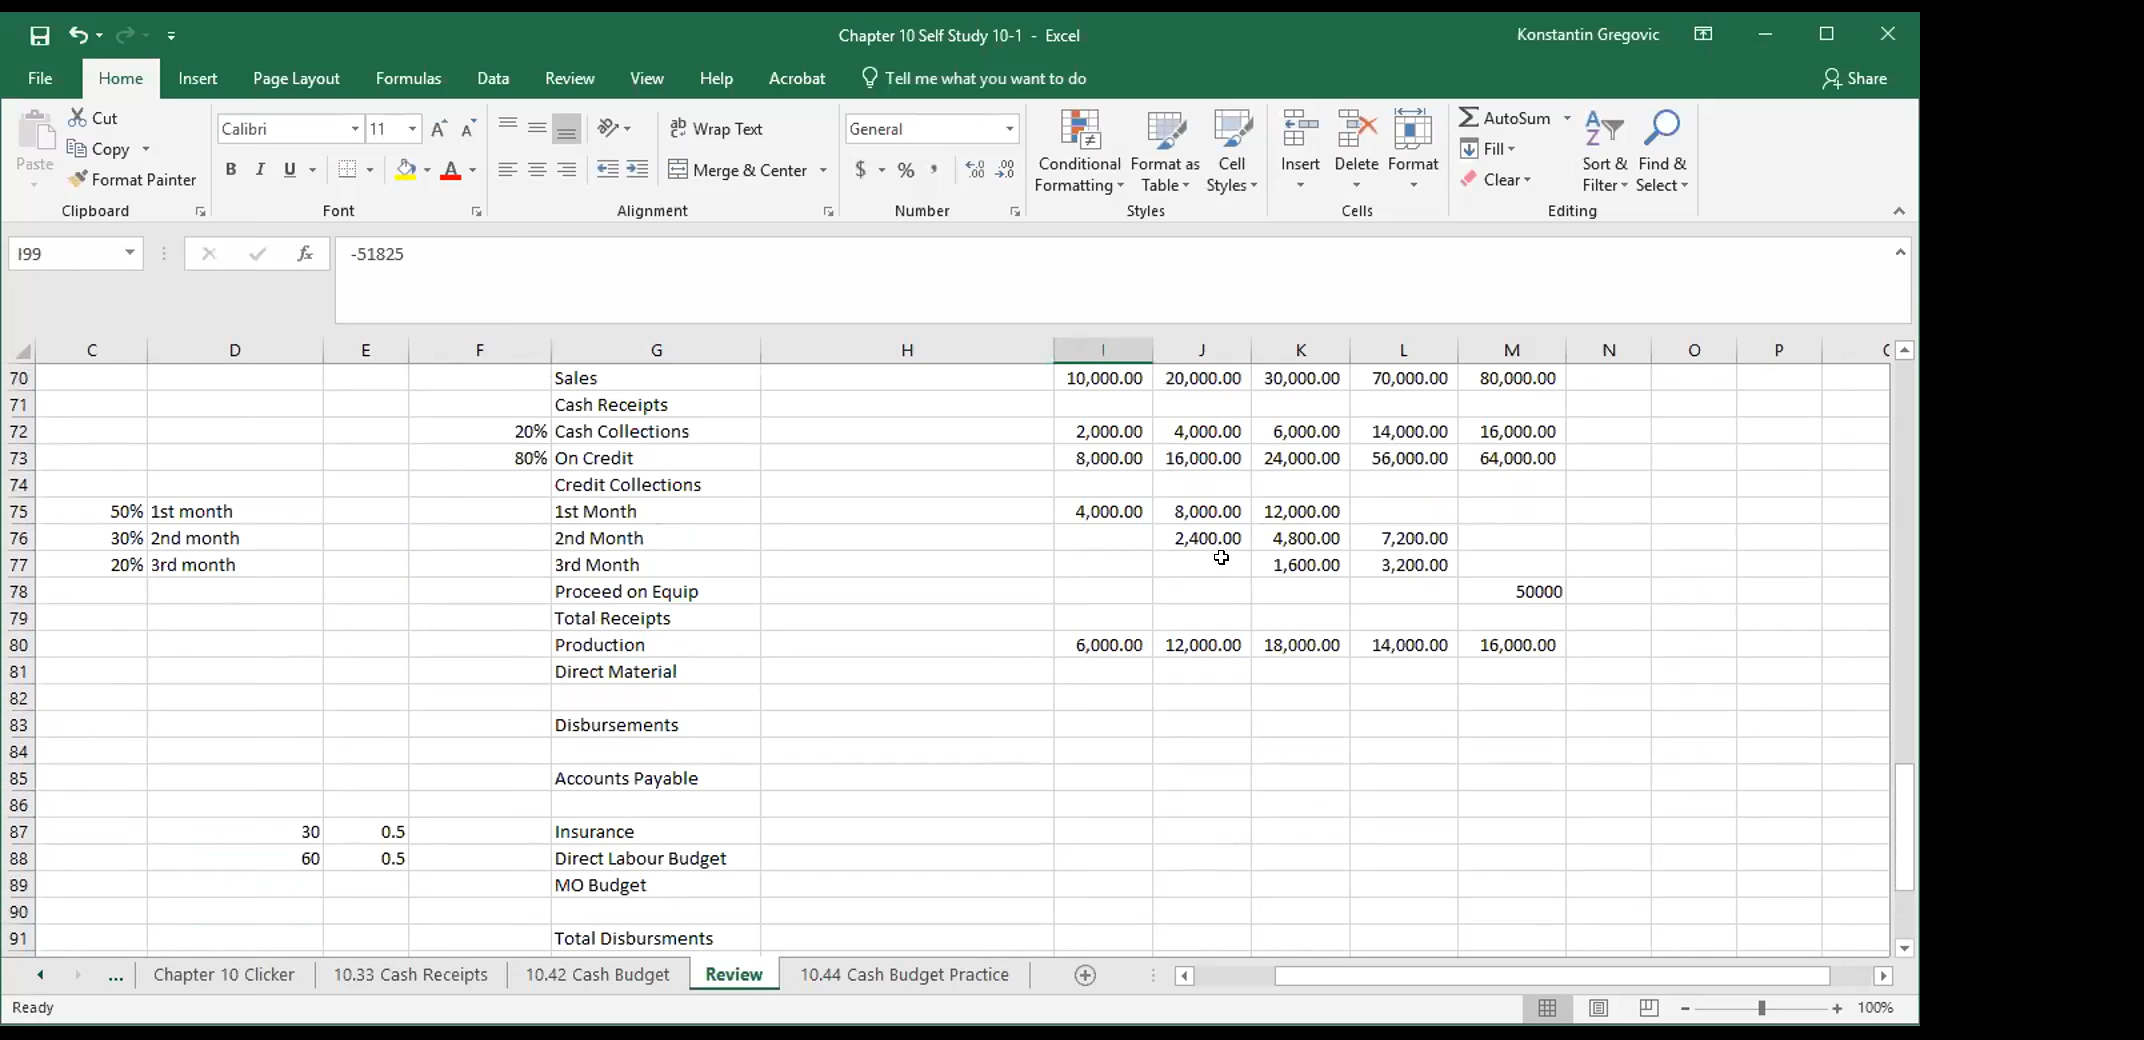 Chapter 10 Self Study 10-1 - Excel
Konstantin Gregovic
File Home Insert Page Layout Formulas Data Review View Help Acrobat Tell me what you want to do Share
Paste
Cut
Copy
Format Painter
Clipboard
Calibri 11 A A
B I U A
Font
ab Wrap Text
Merge & Center
Alignment
General
$ % , .00 .00
Number
Conditional Formatting
Format as Table
Cell Styles
Styles
Insert Delete Format
Cells
AutoSum
Fill
Clear
Sort & Filter
Find & Select
Editing
I99 fx -51825
C D E F G H I J K L M N O P
70 Sales 10,000.00 20,000.00 30,000.00 70,000.00 80,000.00
71 Cash Receipts
72 20% Cash Collections 2,000.00 4,000.00 6,000.00 14,000.00 16,000.00
73 80% On Credit 8,000.00 16,000.00 24,000.00 56,000.00 64,000.00
74 Credit Collections
75 50% 1st month 1st Month 4,000.00 8,000.00 12,000.00
76 30% 2nd month 2nd Month 2,400.00 4,800.00 7,200.00
77 20% 3rd month 3rd Month 1,600.00 3,200.00
78 Proceed on Equip 50000
79 Total Receipts
80 Production 6,000.00 12,000.00 18,000.00 14,000.00 16,000.00
81 Direct Material
82
83 Disbursements
84
85 Accounts Payable
86
87 30 0.5 Insurance
88 60 0.5 Direct Labour Budget
89 MO Budget
90
91 Total Disbursments
... Chapter 10 Clicker 10.33 Cash Receipts 10.42 Cash Budget Review 10.44 Cash Budget Practice
Ready 100%